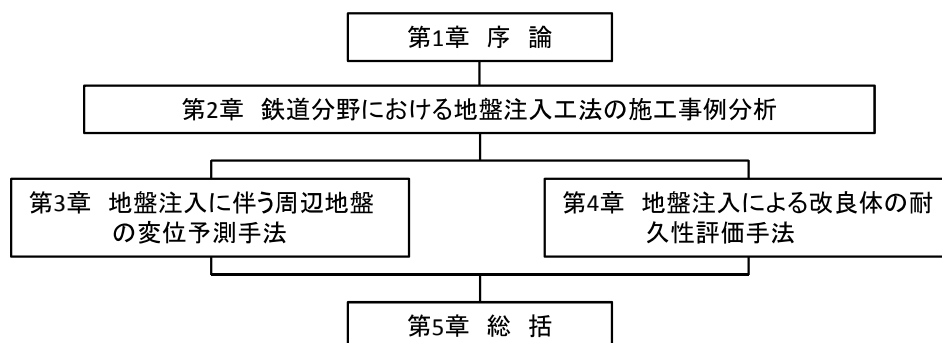 第1章 序 論
第2章 鉄道分野における地盤注入工法の施工事例分析
第3章 地盤注入に伴う周辺地盤
の変位予測手法
第4章 地盤注入による改良体の耐
久性評価手法
第5章 総 括